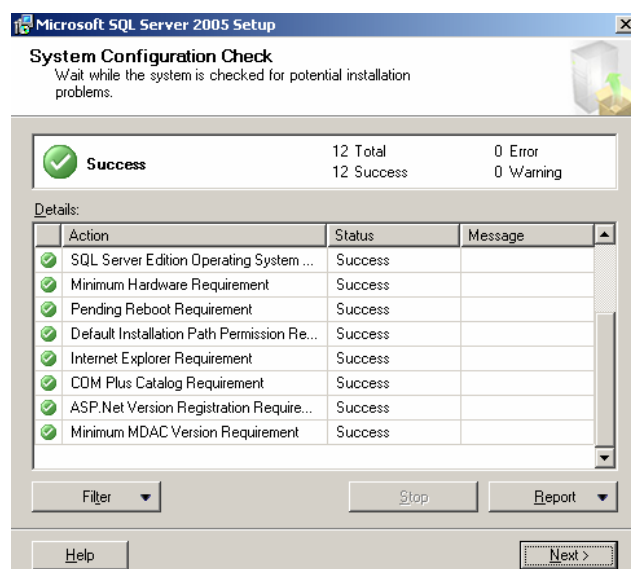 Microsoft SQL Server 2005 Setup
System Configuration Check
Wait while the system is checked for potential installation
problems.
Success 12 Total 0 Error
12 Success 0 Warning
Details:
Action Status Message
SQL Server Edition Operating System ... Success
Minimum Hardware Requirement Success
Pending Reboot Requirement Success
Default Installation Path Permission Re... Success
Internet Explorer Requirement Success
COM Plus Catalog Requirement Success
ASP.Net Version Registration Require... Success
Minimum MDAC Version Requirement Success
Filter Stop Report
Help Next >